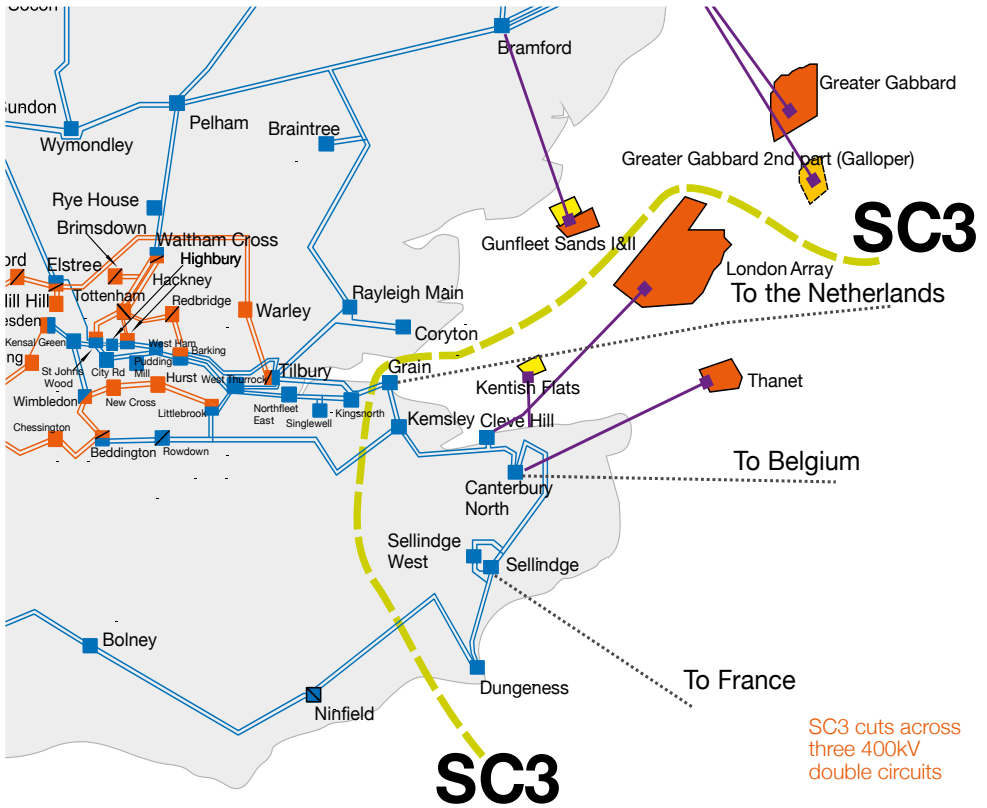 Bramford
Greater Gabbard
Pelham
Braintree
Wymondley
Greater Gabbard 2nd part (Galloper)
Rye House
SC3
Brimsdown
Waltham Cross
Gunfleet Sands I&II
Highbury
Elstree
London Array
Hackney
To the Netherlands
Tottenham
Redbridge
Rayleigh Main
Warley
Coryton
Kensal Green
West Ham
Barking
Pudding
Mill
St Johns
Wood
City Rd
Grain
Tilbury
Hurst
West Thurrock
Kentish Flats
Thanet
Wimbledon
New Cross
Littlebrook
Northfleet
East
Kingsnorth
Singlewell
Kemsley
Cleve Hill
Chessington
Beddington
Rowdown
To Belgium
Canterbury
North
Sellindge
West
Sellindge
Bolney
To France
Dungeness
Ninfield
SC3 cuts across
three 400kV
double circuits
SC3